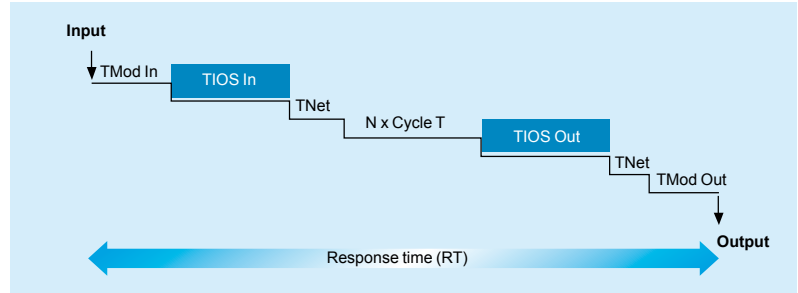 Input
TMod In
TIOS In
TNet
N x Cycle T
TIOS Out
TNet
TMod Out
Output
Response time (RT)